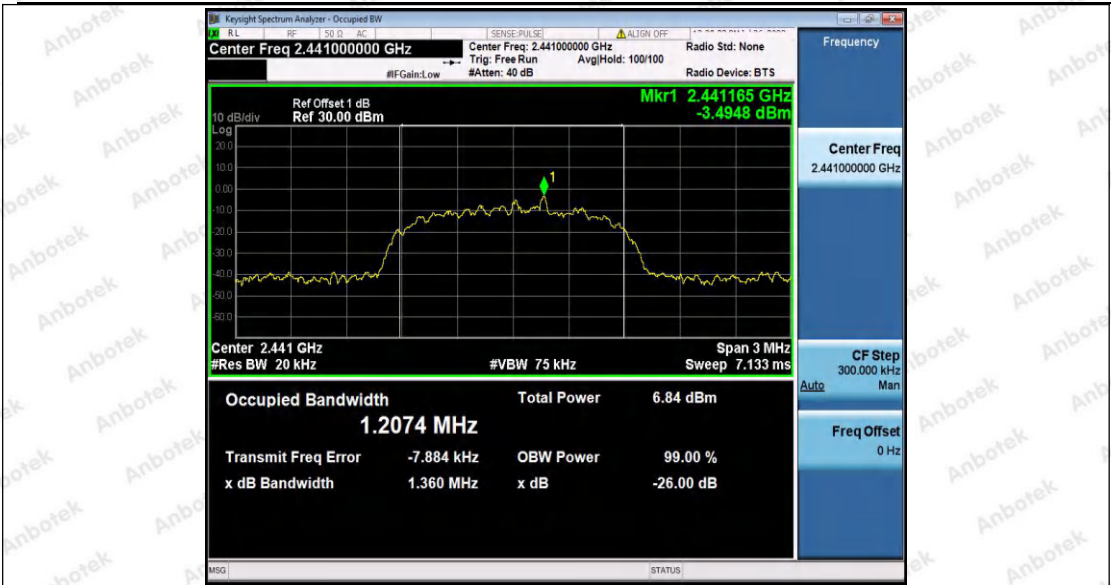 Keysight Spectrum Analyzer - Occupied BW
RL RF 50 Ω AC SENSE:PULSE ALIGN OFF
Center Freq 2.441000000 GHz
Center Freq: 2.441000000 GHz
Radio Std: None
Trig: Free Run Avg|Hold: 100/100
#IFGain:Low #Atten: 40 dB Radio Device: BTS
Frequency
Mkr1 2.441165 GHz
-3.4948 dBm
Ref Offset 1 dB
10 dB/div Ref 30.00 dBm
Log
20.0
10.0
0.00
-10.0
-20.0
-30.0
-40.0
-50.0
-60.0
1
Center 2.441 GHz Span 3 MHz
#Res BW 20 kHz #VBW 75 kHz Sweep 7.133 ms
Occupied Bandwidth Total Power 6.84 dBm
1.2074 MHz
Transmit Freq Error -7.884 kHz OBW Power 99.00 %
x dB Bandwidth 1.360 MHz x dB -26.00 dB
Center Freq
2.441000000 GHz
CF Step
300.000 kHz
Auto Man
Freq Offset
0 Hz
MSG STATUS
Anbotek